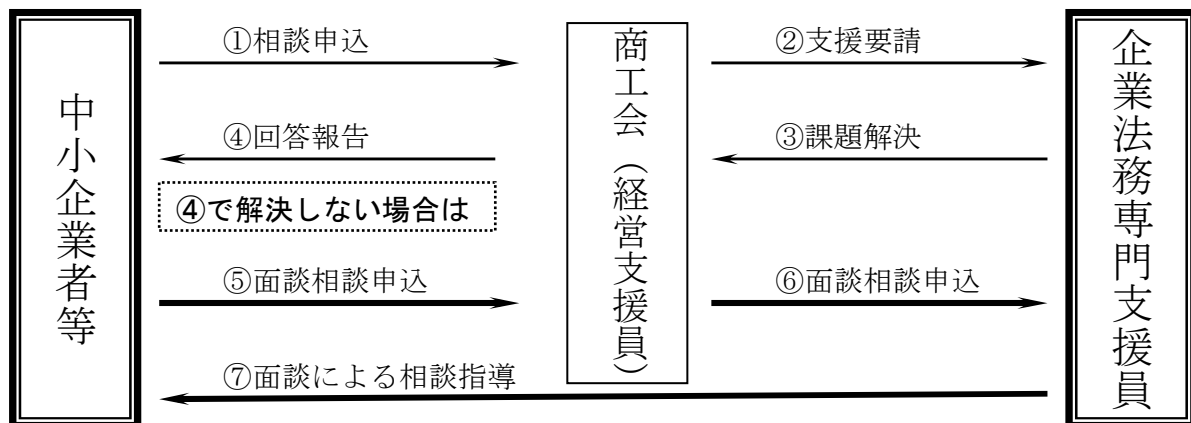 中小企業者等
①相談申込
④回答報告
④で解決しない場合は
⑤面談相談申込
⑦面談による相談指導
商工会（経営支援員）
②支援要請
③課題解決
⑥面談相談申込
企業法務専門支援員